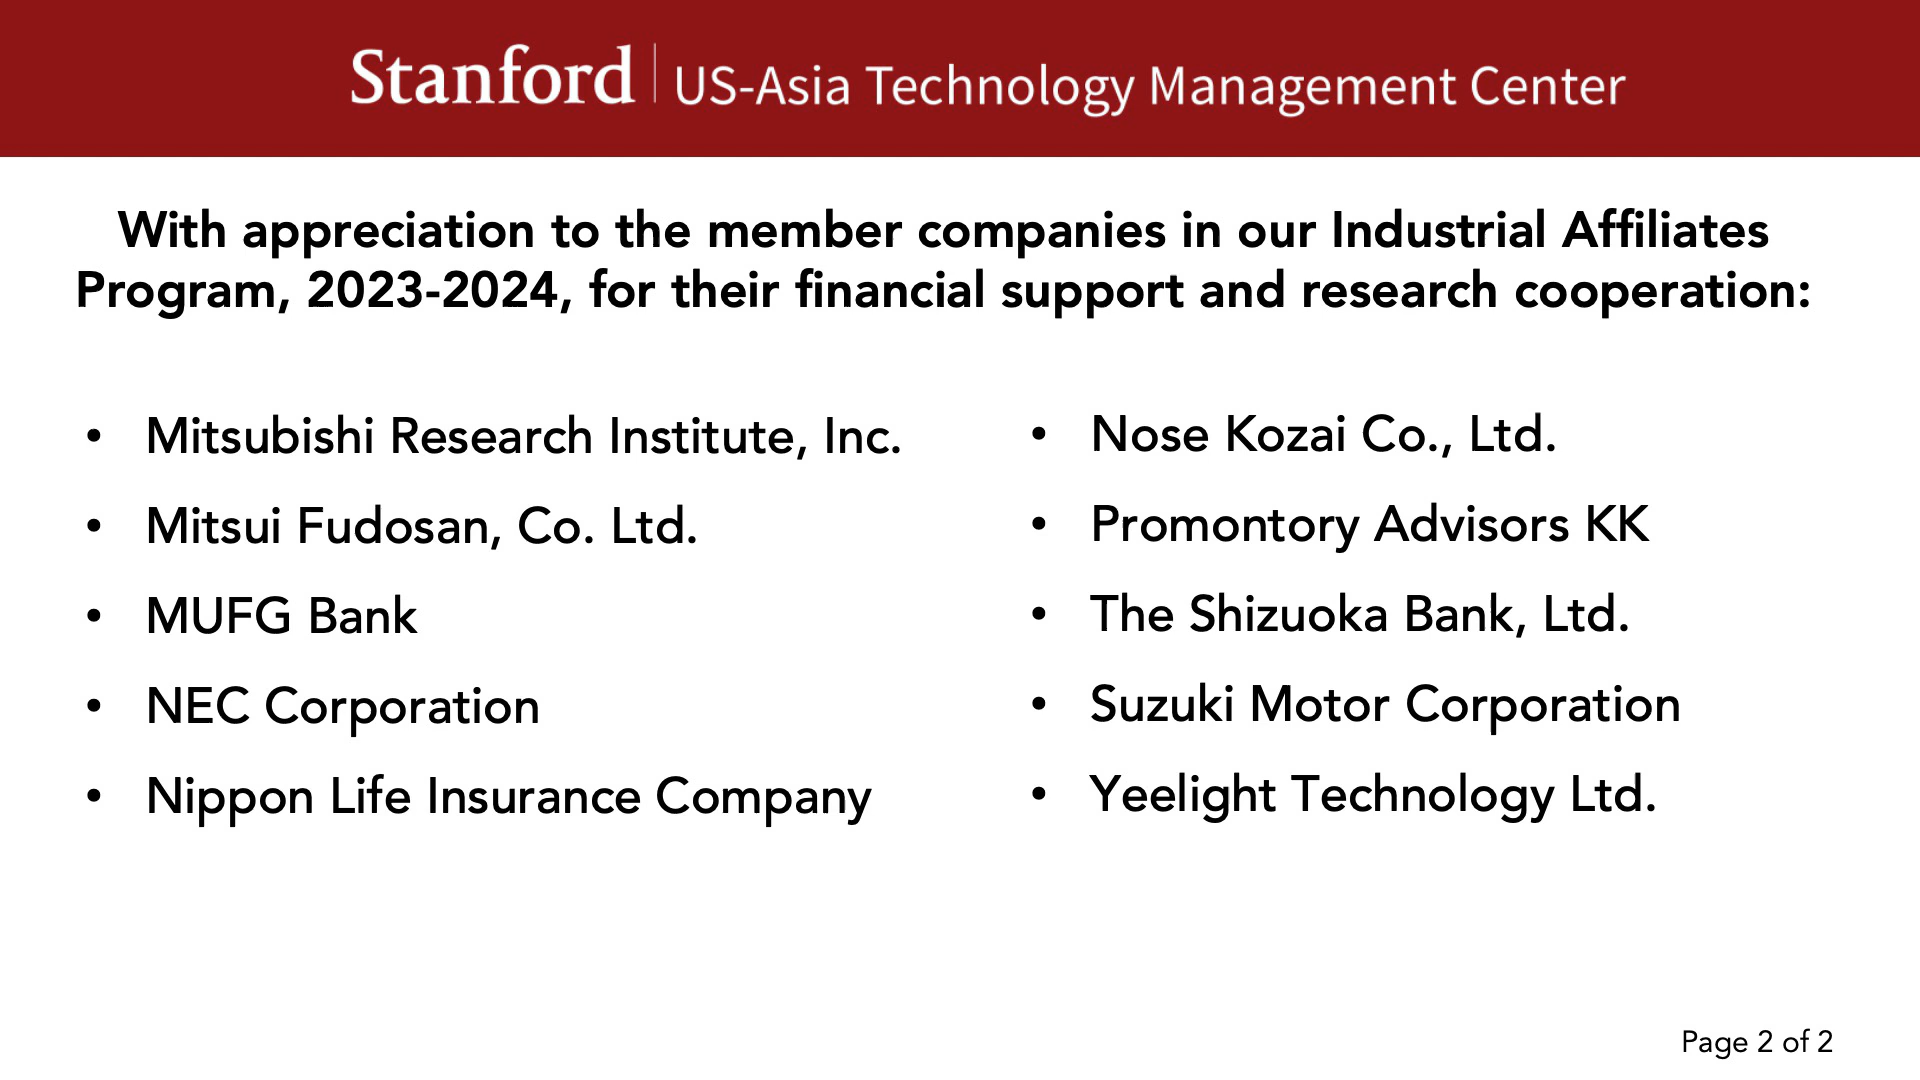 Stanford | US-Asia Technology Management Center
With appreciation to the member companies in our Industrial Affiliates
Program, 2023-2024, for their financial support and research cooperation:
• Mitsubishi Research Institute, Inc.
• Mitsui Fudosan, Co. Ltd.
• MUFG Bank
• NEC Corporation
• Nippon Life Insurance Company
• Nose Kozai Co., Ltd.
• Promontory Advisors KK
• The Shizuoka Bank, Ltd.
• Suzuki Motor Corporation
• Yeelight Technology Ltd.
Page 2 of 2